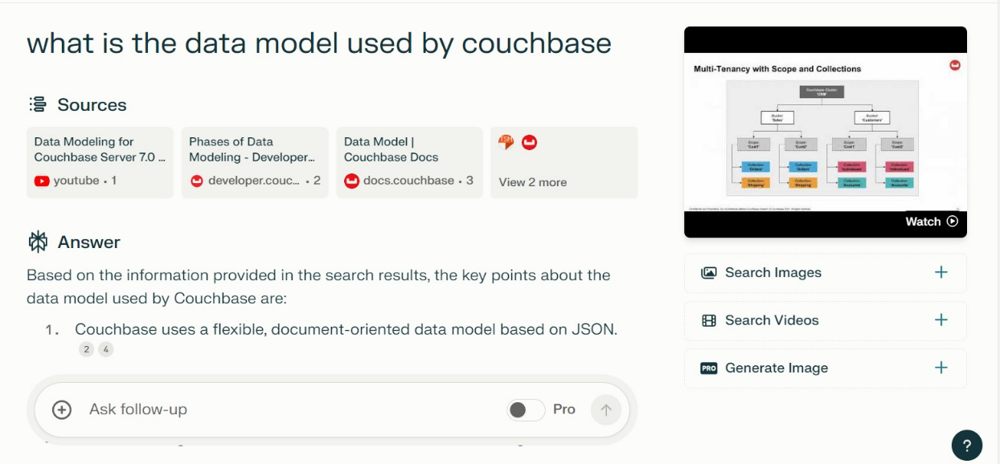 what is the data model used by couchbase
Sources
Data Modeling for
Couchbase Server 7.0 ...
youtube • 1
Phases of Data
Modeling - Developer...
developer.couc... • 2
Data Model |
Couchbase Docs
docs.couchbase • 3
View 2 more
Answer
Based on the information provided in the search results, the key points about the
data model used by Couchbase are:
1. Couchbase uses a flexible, document-oriented data model based on JSON.
2 4
Ask follow-up
Pro
Multi-Tenancy with Scope and Collections
Couchbase Cluster:
'CRM'
Bucket:
'Sales'
Bucket:
'Customers'
Scope:
'Cust1'
Scope:
'Cust2'
Scope:
'Cust1'
Scope:
'Cust2'
Collection:
'Orders'
Collection:
'Orders'
Collection:
'Individuals'
Collection:
'Individuals'
Collection:
'Shipping'
Collection:
'Shipping'
Collection:
'Accounts'
Collection:
'Accounts'
Watch
Search Images
Search Videos
PRO Generate Image
?